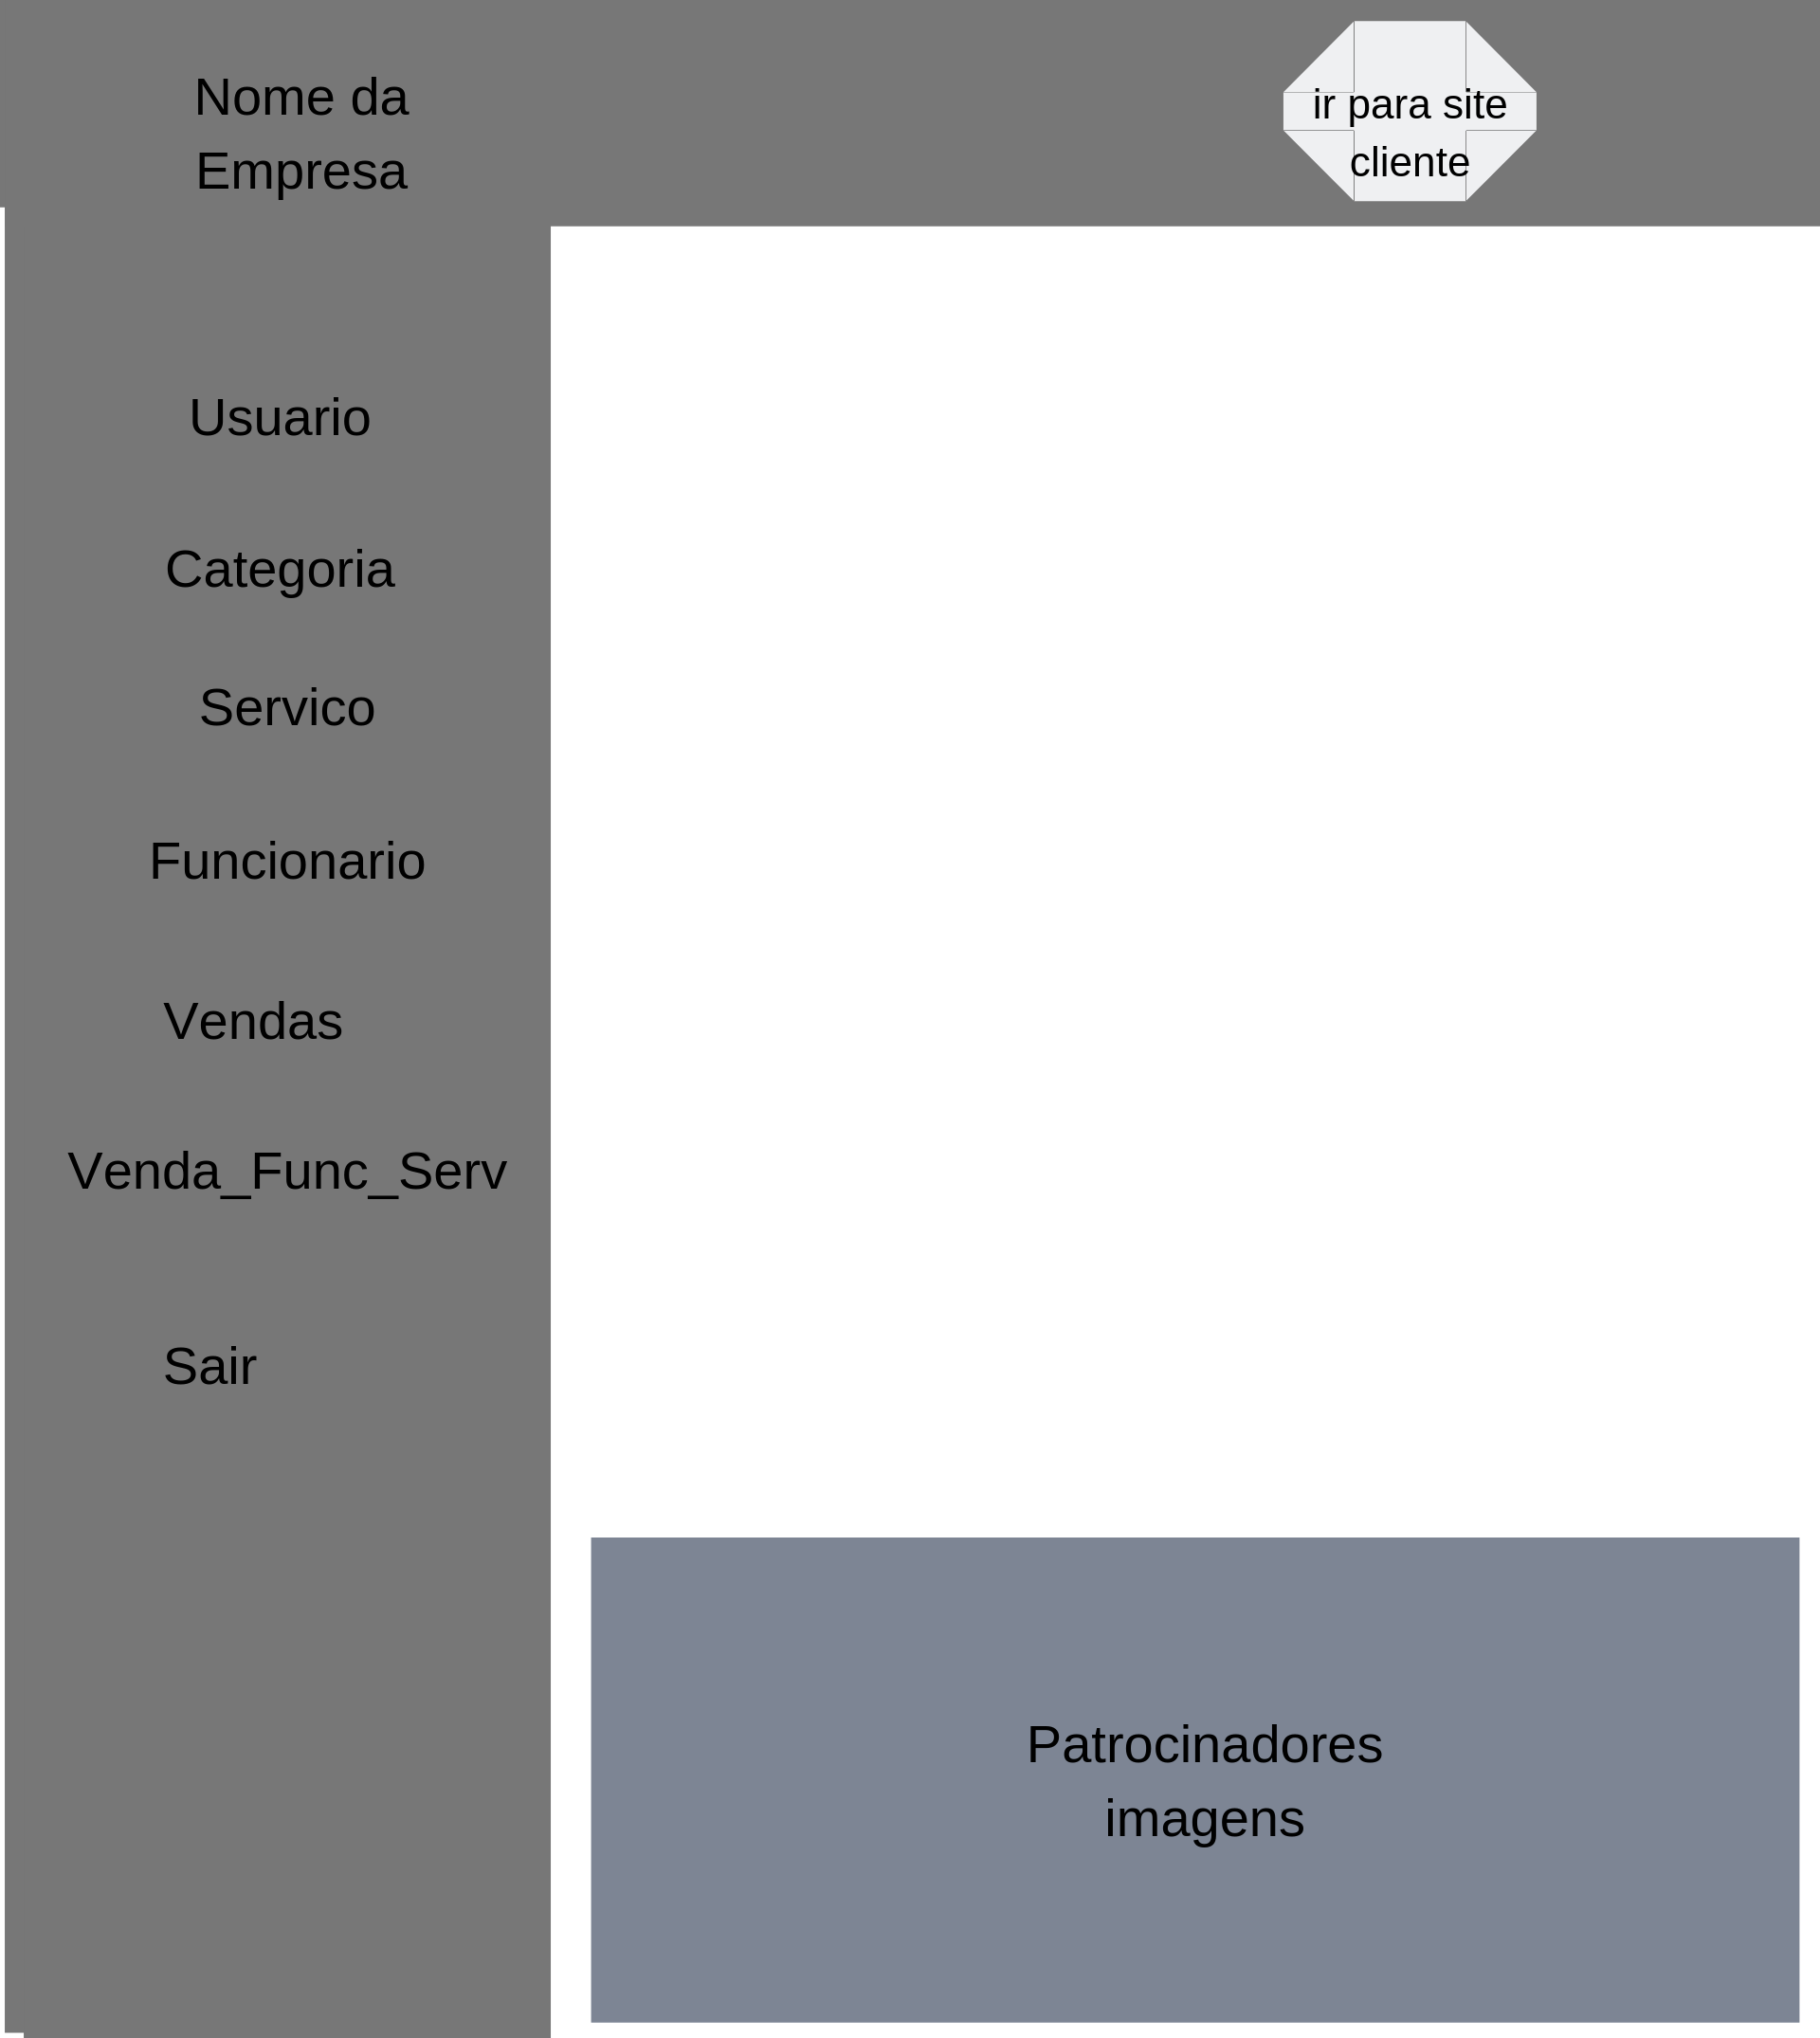 Nome da
Empresa
ir para site
cliente
Usuario
Categoria
Servico
Funcionario
Vendas
Venda_Func_Serv
Sair
Patrocinadores
imagens